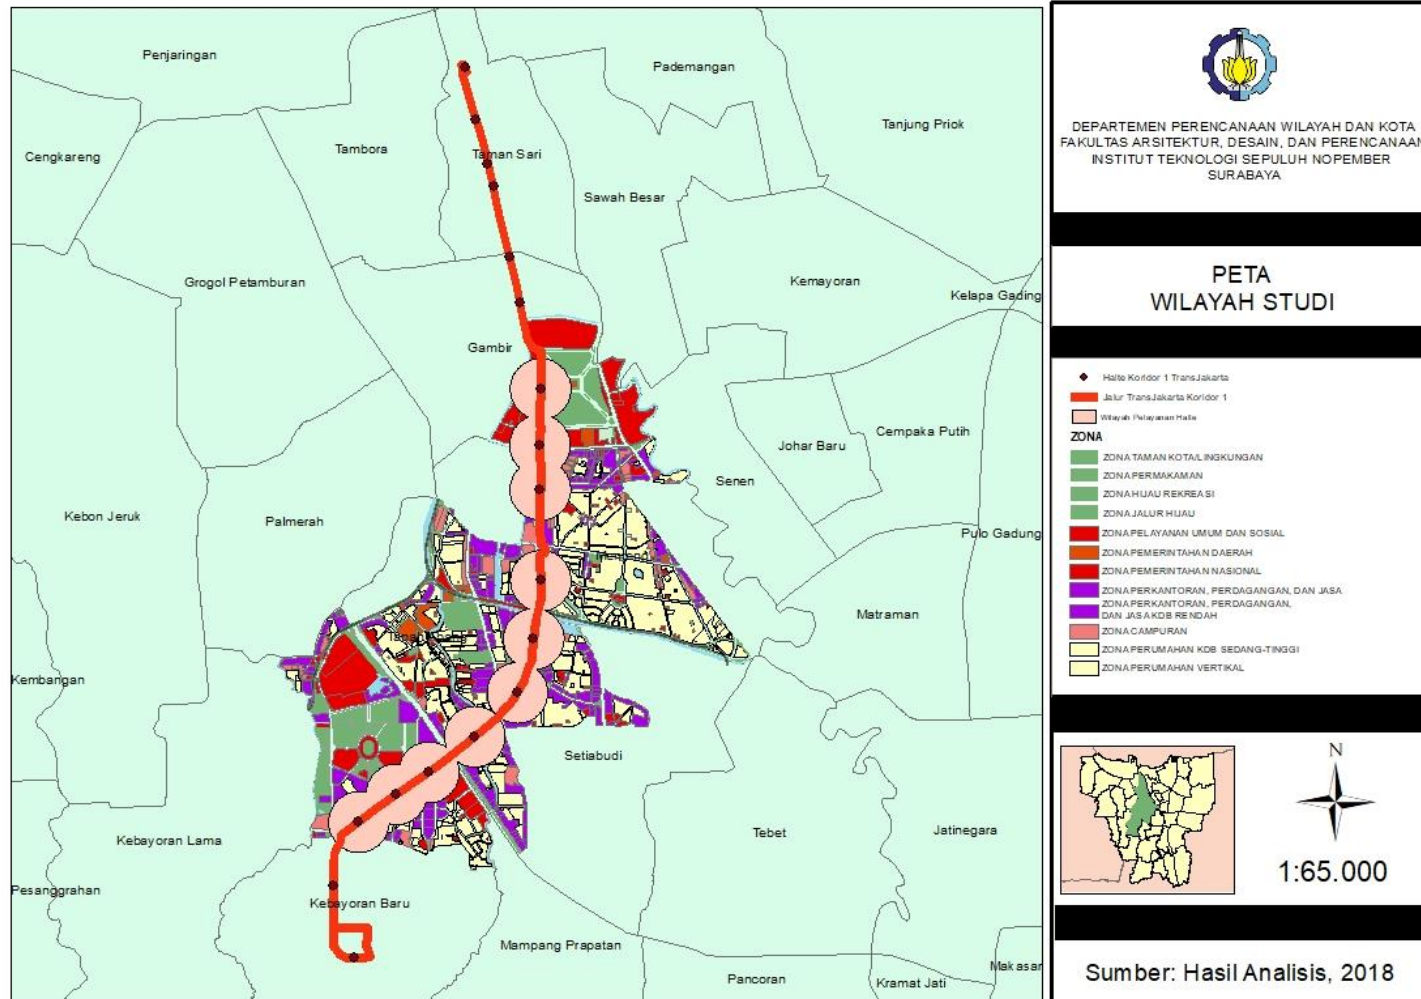 Penjaringan
Pademangan
Tanjung Priok
Cengkareng
Tambora
Taman Sari
Sawah Besar
Grogol Petamburan
Kemayoran
Kelapa Gading
Gambir
Johar Baru
Cempaka Putih
Senen
Kebon Jeruk
Palmerah
Pulo Gadung
Menteng
Matraman
Tanah Abang
Kembangan
Setiabudi
Kebayoran Lama
Tebet
Jatinegara
Pesanggrahan
Kebayoran Baru
Mampang Prapatan
Pancoran
Kramat Jati
Makasar
DEPARTEMEN PERENCANAAN WILAYAH DAN KOTA
FAKULTAS ARSITEKTUR, DESAIN, DAN PERENCANAAN
INSTITUT TEKNOLOGI SEPULUH NOPEMBER
SURABAYA
PETA
WILAYAH STUDI
Halte Koridor 1 TransJakarta
Jalur TransJakarta Koridor 1
Wilayah Pelayanan Halte
ZONA
ZONA TAMAN KOTA/LINGKUNGAN
ZONA PERMAKAMAN
ZONA HIJAU REKREASI
ZONA JALUR HIJAU
ZONA PELAYANAN UMUM DAN SOSIAL
ZONA PEMERINTAHAN DAERAH
ZONA PEMERINTAHAN NASIONAL
ZONA PERKANTORAN, PERDAGANGAN, DAN JASA
ZONA PERKANTORAN, PERDAGANGAN,
DAN JASA KDB RENDAH
ZONA CAMPURAN
ZONA PERUMAHAN KDB SEDANG-TINGGI
ZONA PERUMAHAN VERTIKAL
N
1:65.000
Sumber: Hasil Analisis, 2018